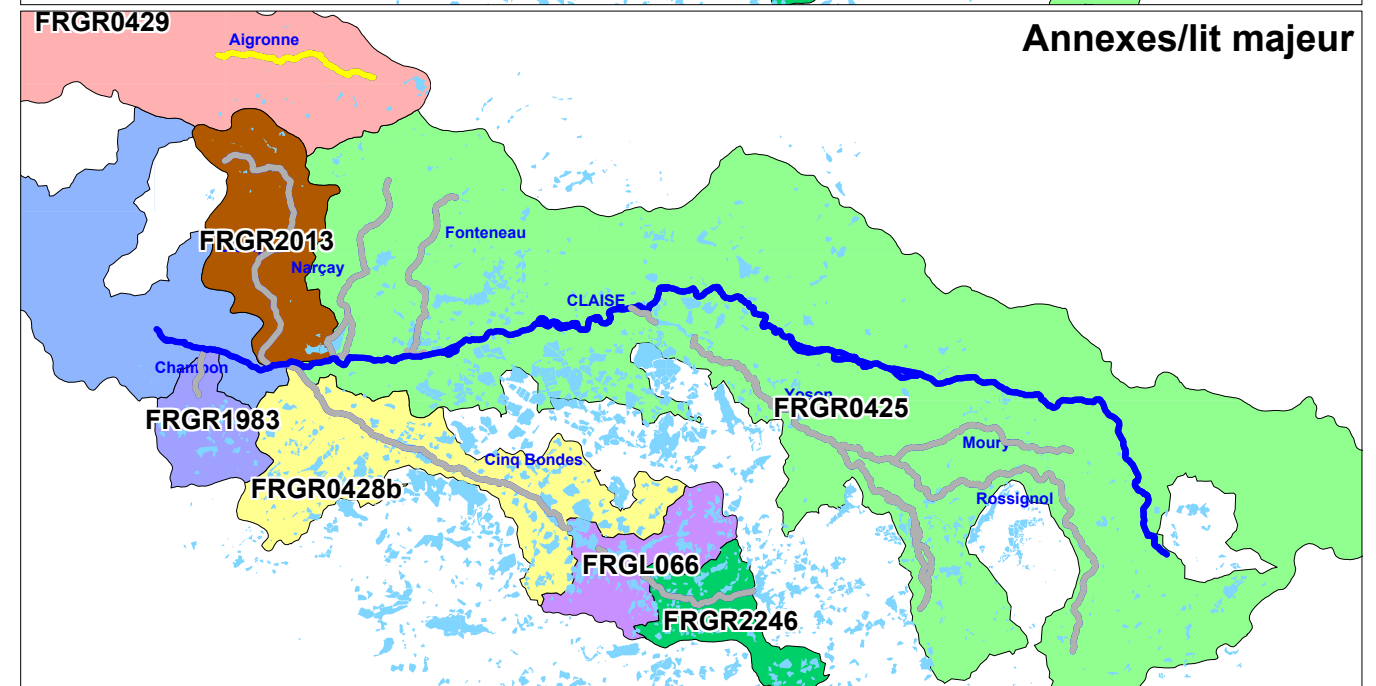 FRGR0429
Aigronne
Annexes/lit majeur
Fonteneau
FRGR2013
Narçay
CLAISE
Chambon
Yoson
FRGR0425
FRGR1983
Moury
Cinq Bondes
FRGR0428b
Rossignol
FRGL066
FRGR2246